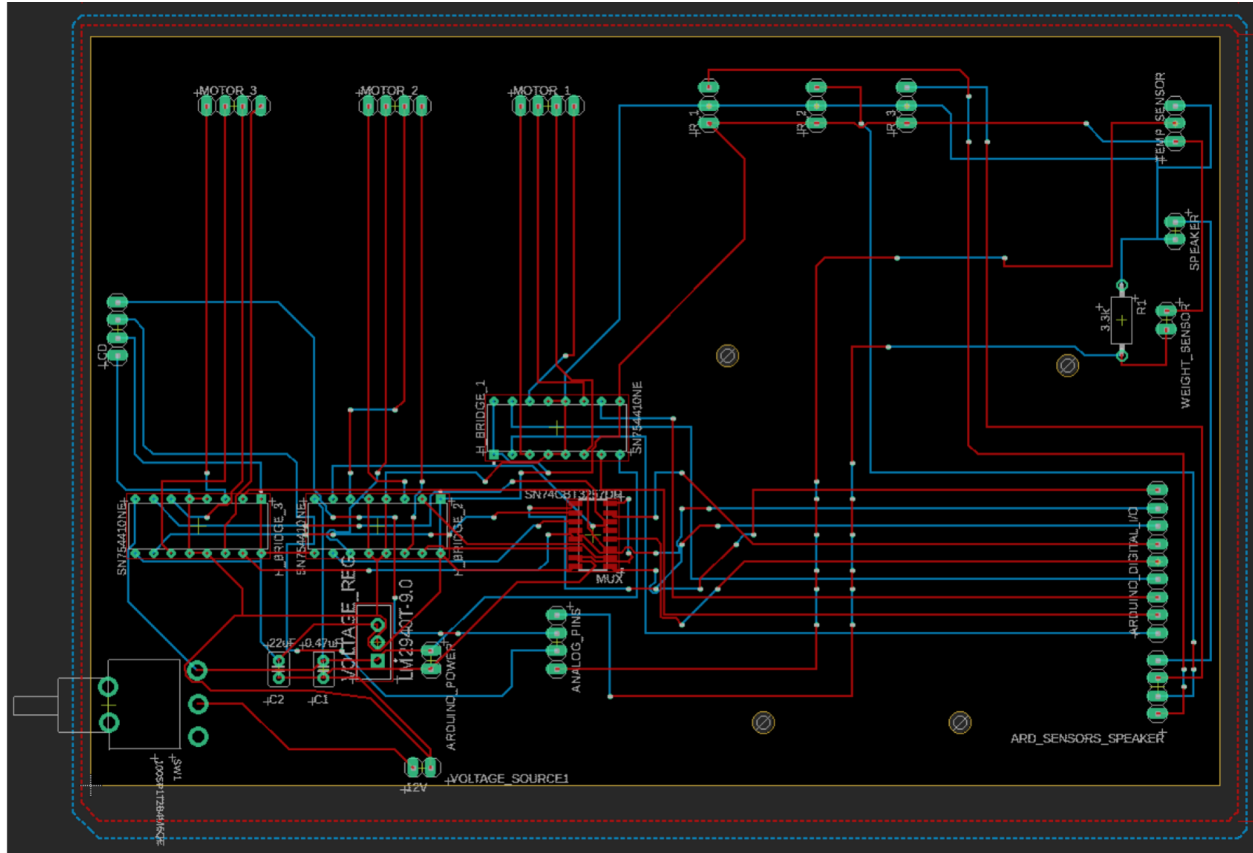 MOTOR_3
MOTOR_2
MOTOR_1
IR_1
IR_2
IR_3
TEMP_SENSOR
SPEAKER
3.3k
R1
WEIGHT_SENSOR
LCD
H_BRIDGE_1
SN754410NE
SN754410NE
H_BRIDGE_3
SN754410NE
H_BRIDGE_2
SN74CBT3257DR
MUX
ARDUINO_DIGITAL_I/O
VOLTAGE_REG
LM2940T-9.0
22uF
0.47uF
C2
C1
ARDUINO_POWER
ANALOG_PINS
ARD_SENSORS_SPEAKER
SW1
12V
VOLTAGE_SOURCE1